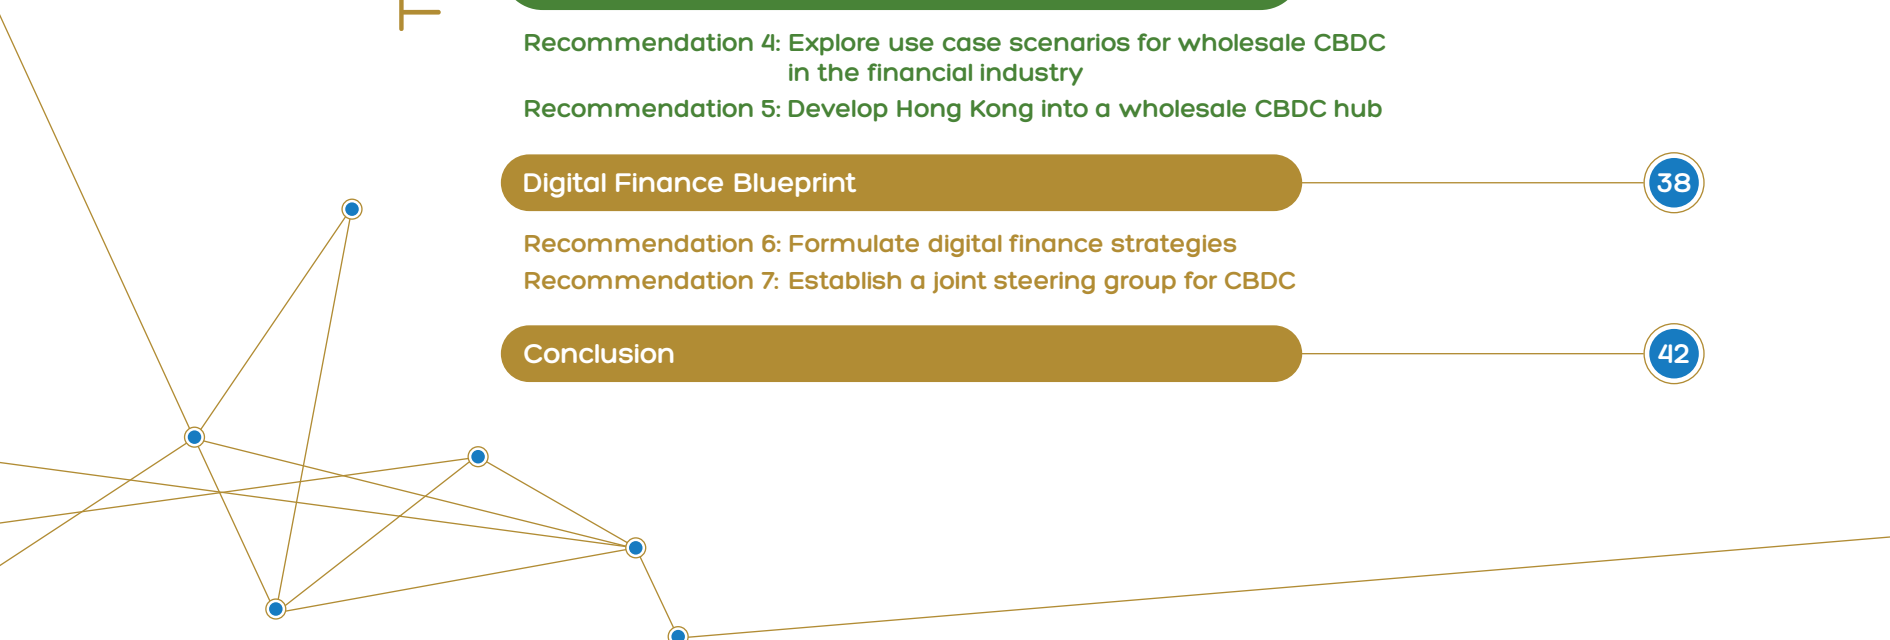 Recommendation 4: Explore use case scenarios for wholesale CBDC
in the financial industry
Recommendation 5: Develop Hong Kong into a wholesale CBDC hub
Digital Finance Blueprint
38
Recommendation 6: Formulate digital finance strategies
Recommendation 7: Establish a joint steering group for CBDC
Conclusion
42